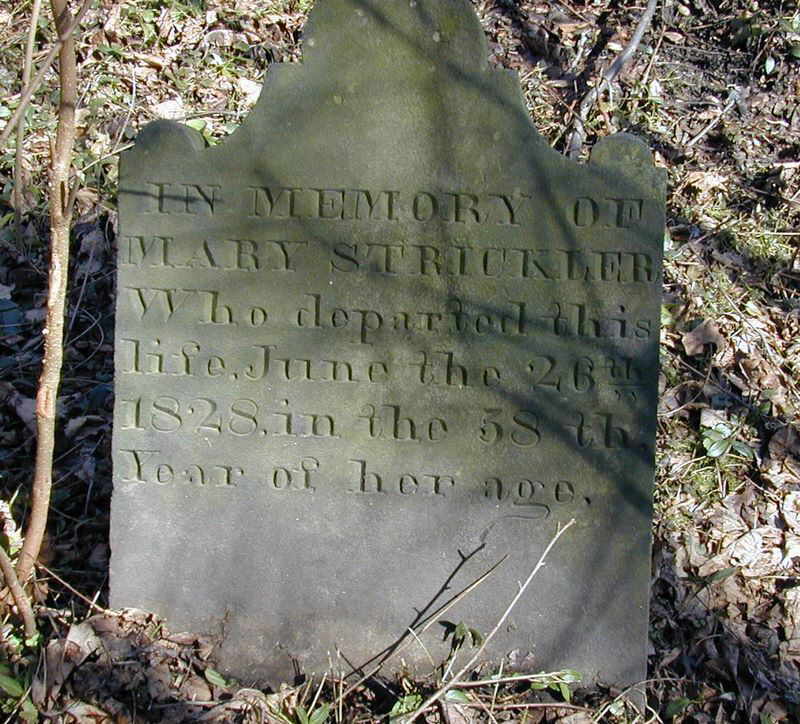 IN MEMORY OF
MARY STRICKLER
Who departed this
life, June the 26th
1828. in the 58 th.
Year of her age.